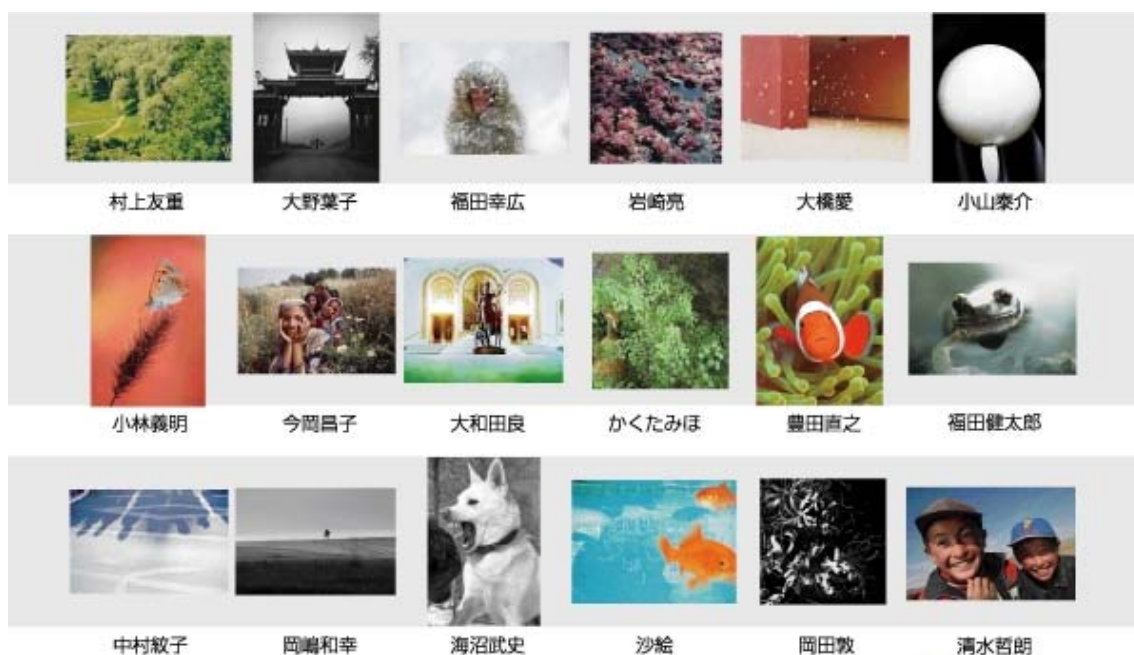 村上友重 大野葉子 福田幸広 岩崎亮 大橋愛 小山泰介
小林義明 今岡昌子 大和田良 かくたみほ 豊田直之 福田健太郎
中村紋子 岡嶋和幸 海沼武史 沙絵 岡田敦 清水哲朗